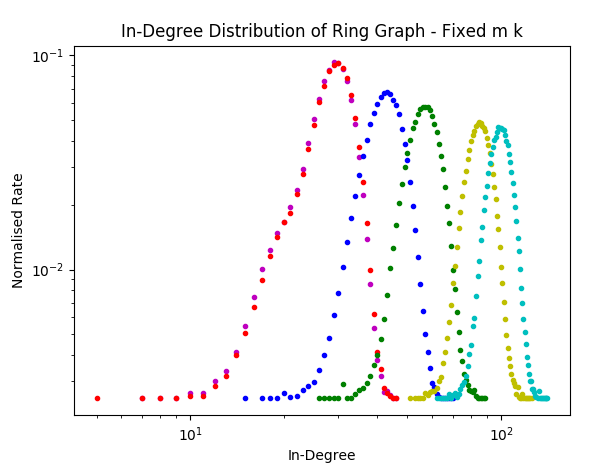 In-Degree Distribution of Ring Graph - Fixed m k
Normalised Rate
10⁻¹
10⁻²
10¹
10²
In-Degree